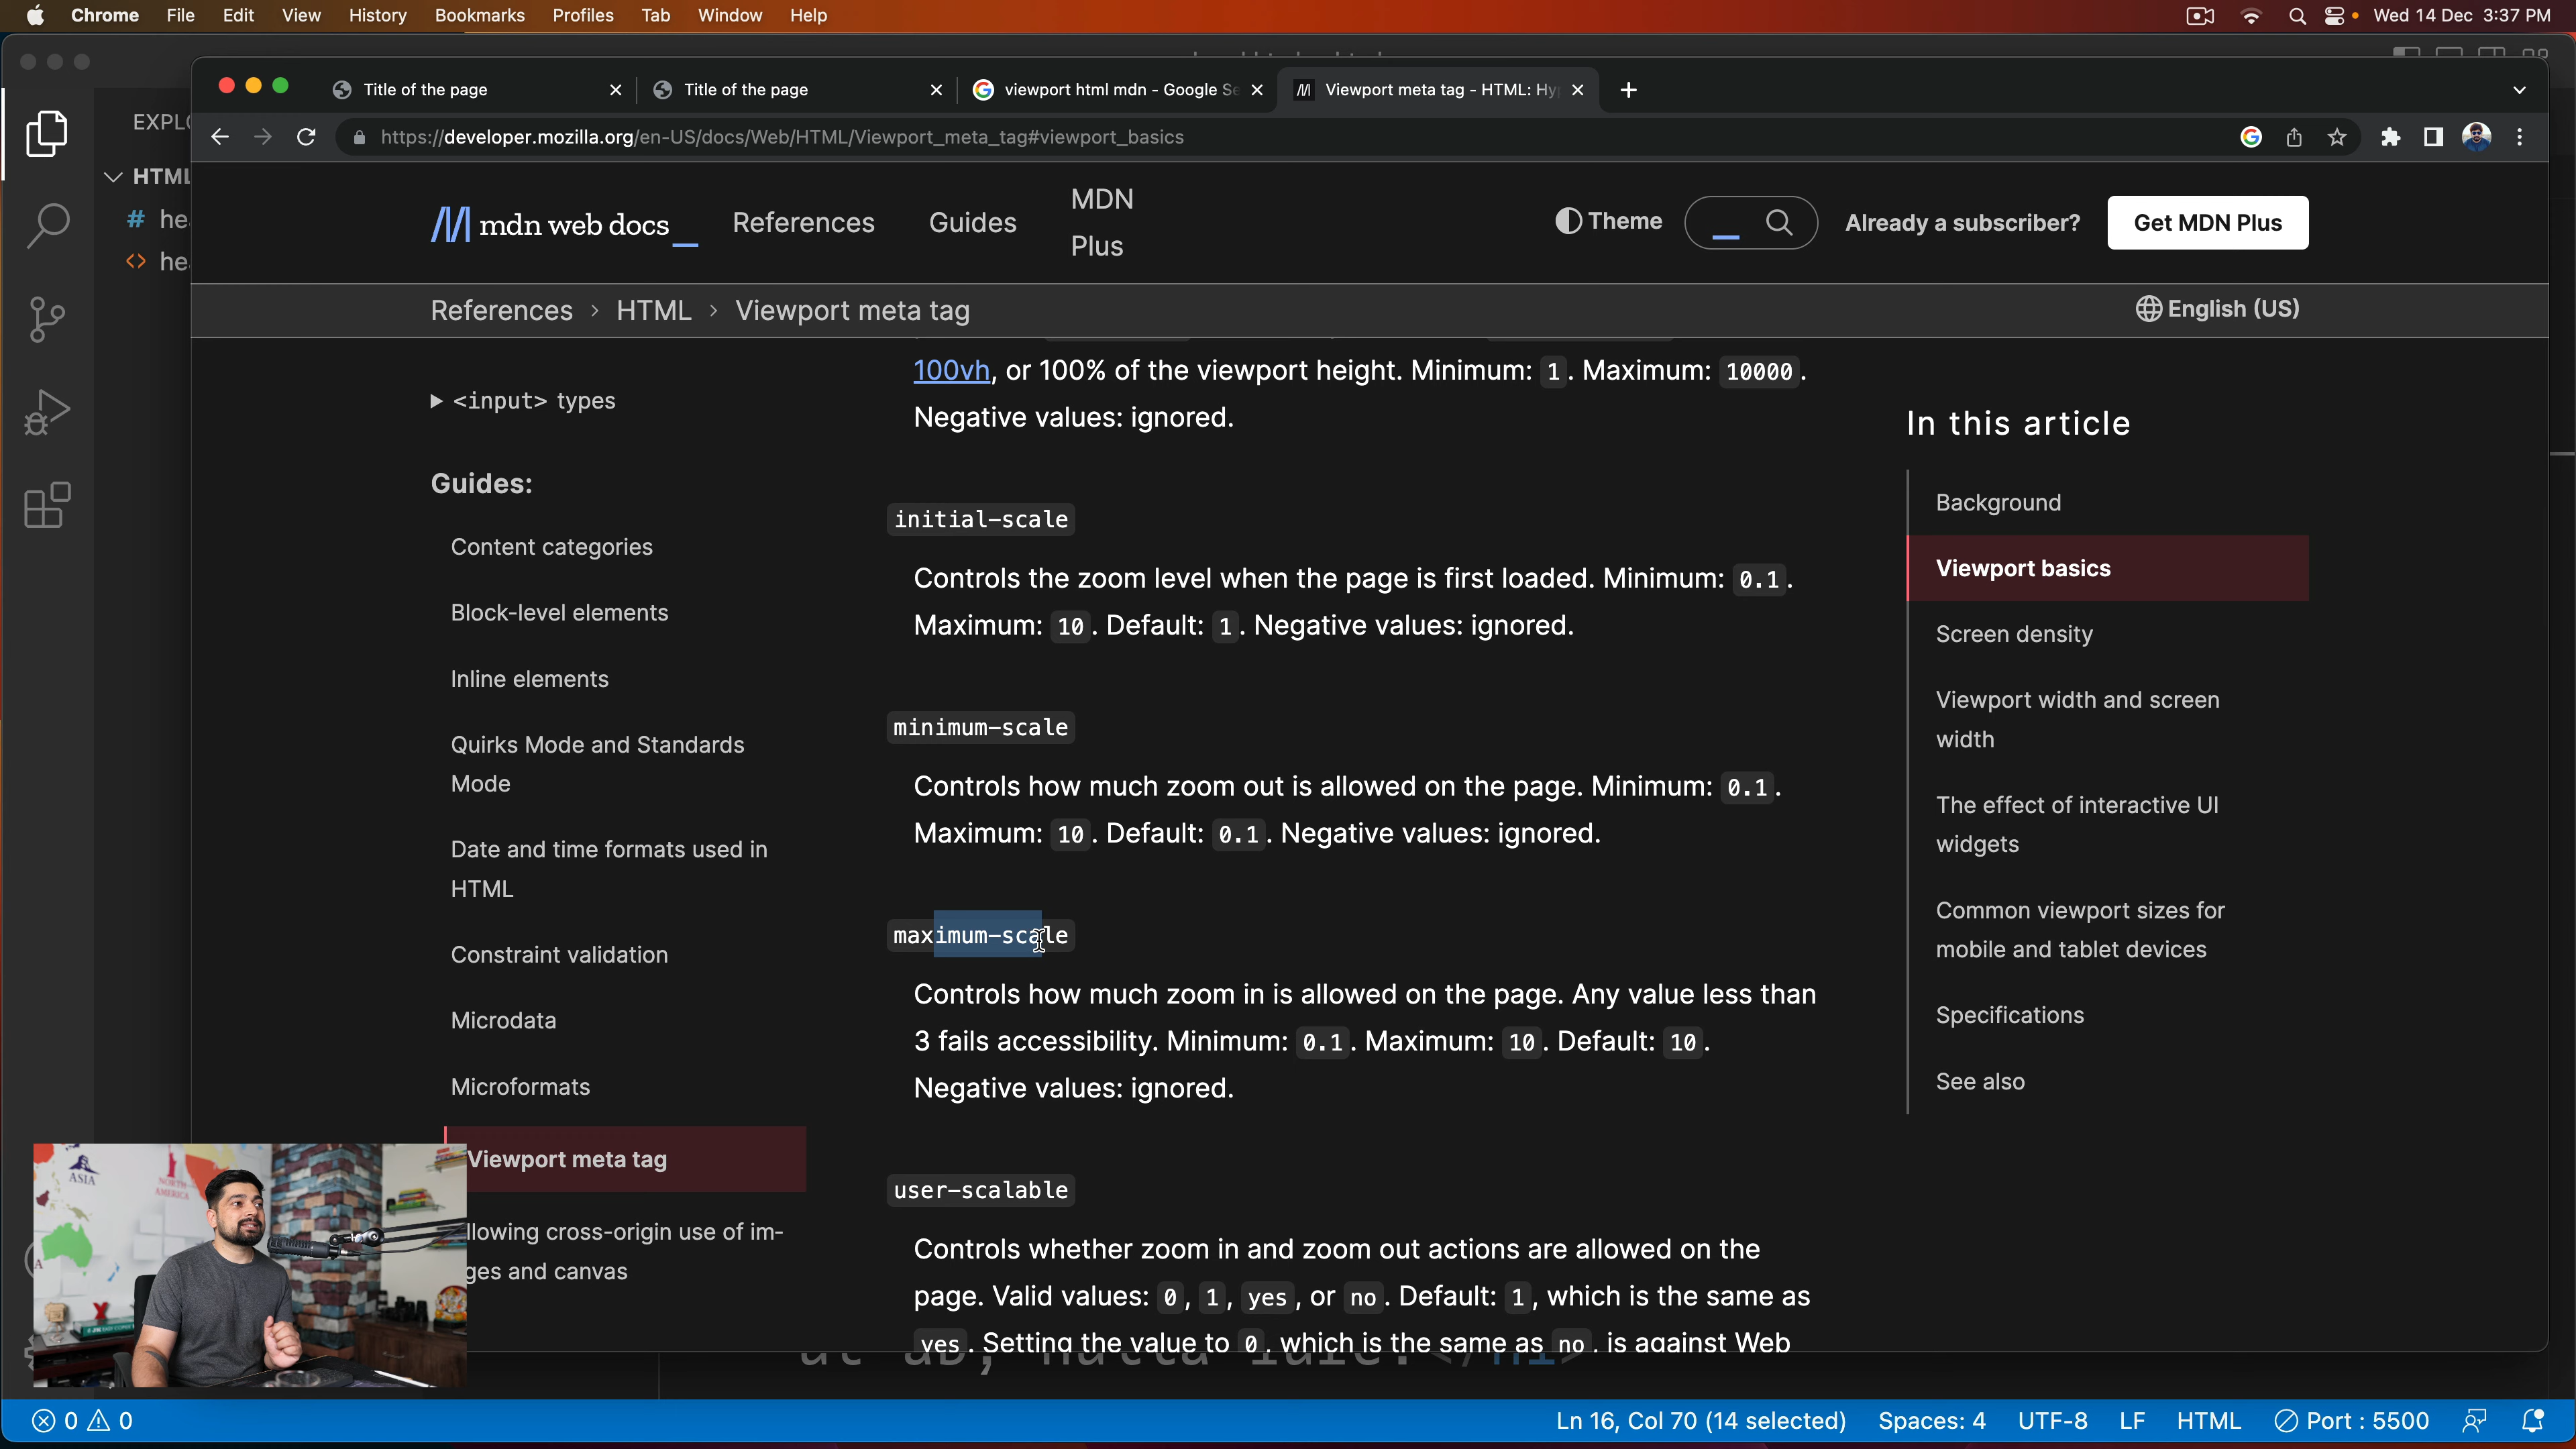 Chrome File Edit View History Bookmarks Profiles Tab Window Help Wed 14 Dec 3:37 PM
Title of the page Title of the page viewport html mdn - Google Se Viewport meta tag - HTML: Hy
https://developer.mozilla.org/en-US/docs/Web/HTML/Viewport_meta_tag#viewport_basics
EXPLO
HTML
# he
<> he
mdn web docs_ References Guides MDN Plus Theme Already a subscriber? Get MDN Plus
References > HTML > Viewport meta tag English (US)
<input> types
Guides:
Content categories
Block-level elements
Inline elements
Quirks Mode and Standards
Mode
Date and time formats used in
HTML
Constraint validation
Microdata
Microformats
Viewport meta tag
llowing cross-origin use of im-
ges and canvas
100vh, or 100% of the viewport height. Minimum: 1. Maximum: 10000.
Negative values: ignored.
initial-scale
Controls the zoom level when the page is first loaded. Minimum: 0.1.
Maximum: 10. Default: 1. Negative values: ignored.
minimum-scale
Controls how much zoom out is allowed on the page. Minimum: 0.1.
Maximum: 10. Default: 0.1. Negative values: ignored.
maximum-scale
Controls how much zoom in is allowed on the page. Any value less than
3 fails accessibility. Minimum: 0.1. Maximum: 10. Default: 10.
Negative values: ignored.
user-scalable
Controls whether zoom in and zoom out actions are allowed on the
page. Valid values: 0, 1, yes, or no. Default: 1, which is the same as
yes. Setting the value to 0, which is the same as no, is against Web
In this article
Background
Viewport basics
Screen density
Viewport width and screen
width
The effect of interactive UI
widgets
Common viewport sizes for
mobile and tablet devices
Specifications
See also
ASIA
NORTH
AMERICA
0 0 Ln 16, Col 70 (14 selected) Spaces: 4 UTF-8 LF HTML Port : 5500